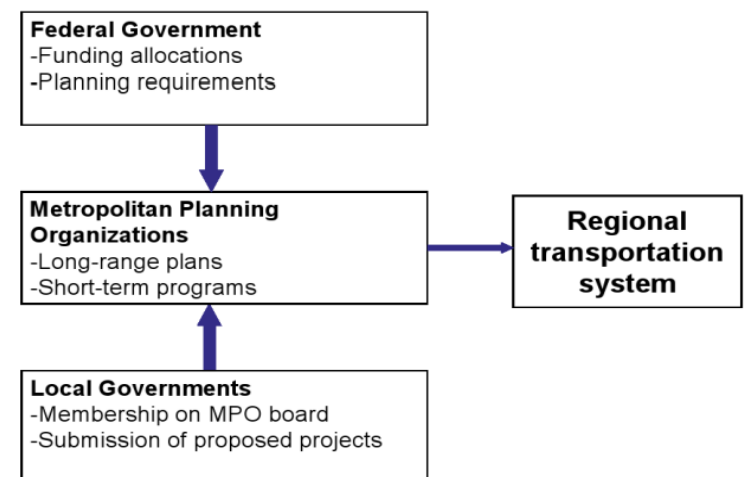 Federal Government
-Funding allocations
-Planning requirements
Metropolitan Planning
Organizations
-Long-range plans
-Short-term programs
Regional
transportation
system
Local Governments
-Membership on MPO board
-Submission of proposed projects